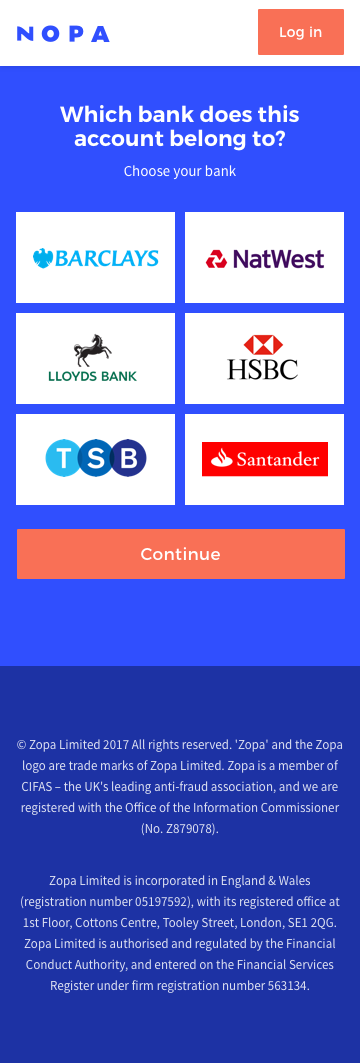 NOPA
Log in
Which bank does this
account belong to?
Choose your bank
BARCLAYS
NatWest
LLOYDS BANK
HSBC
TSB
Santander
Continue
© Zopa Limited 2017 All rights reserved. 'Zopa' and the Zopa
logo are trade marks of Zopa Limited. Zopa is a member of
CIFAS – the UK's leading anti-fraud association, and we are
registered with the Office of the Information Commissioner
(No. Z879078).
Zopa Limited is incorporated in England & Wales
(registration number 05197592), with its registered office at
1st Floor, Cottons Centre, Tooley Street, London, SE1 2QG.
Zopa Limited is authorised and regulated by the Financial
Conduct Authority, and entered on the Financial Services
Register under firm registration number 563134.